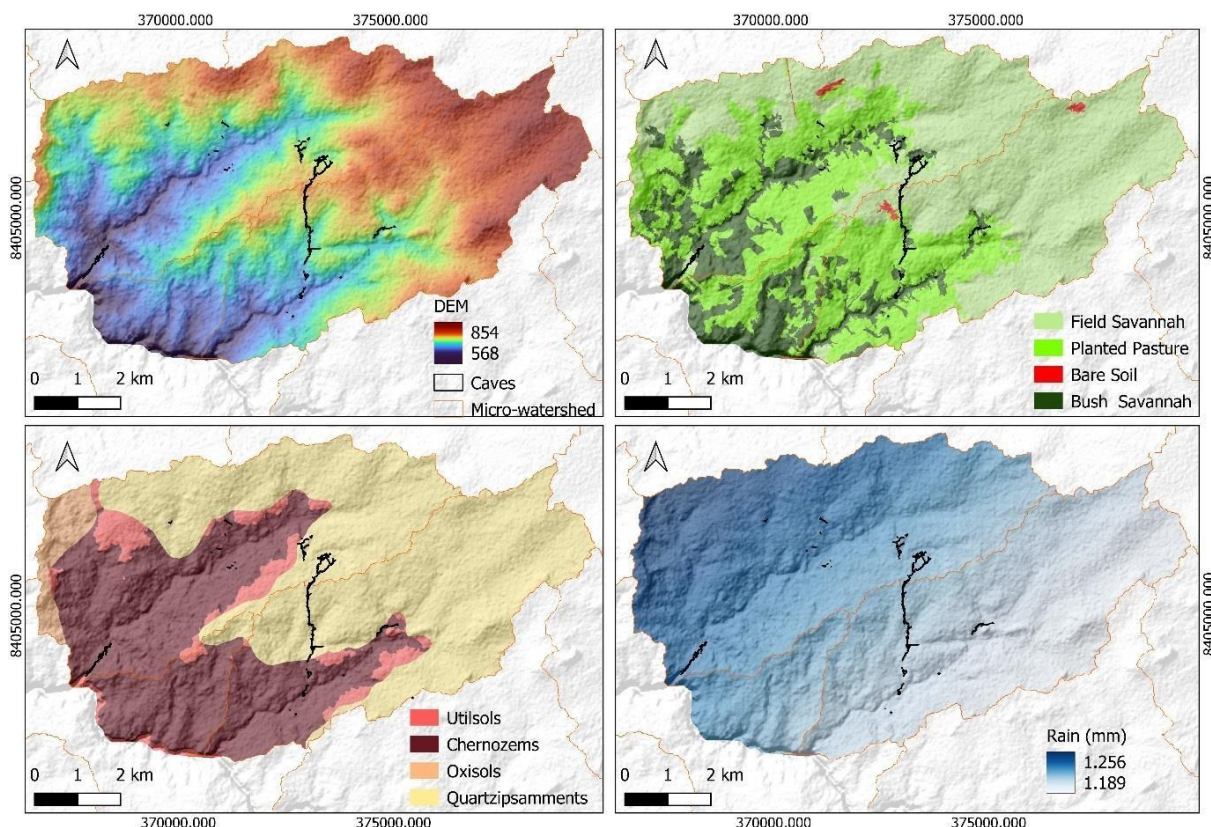 370000.000 375000.000 370000.000 375000.000
8405000.000
DEM
854
568
Caves
Micro-watershed
0 1 2 km
Field Savannah
Planted Pasture
Bare Soil
Bush Savannah
0 1 2 km
8405000.000
8405000.000
Utilsols
Chernozems
Oxisols
Quartzipsamments
0 1 2 km
Rain (mm)
1.256
1.189
0 1 2 km
8405000.000
370000.000 375000.000 370000.000 375000.000